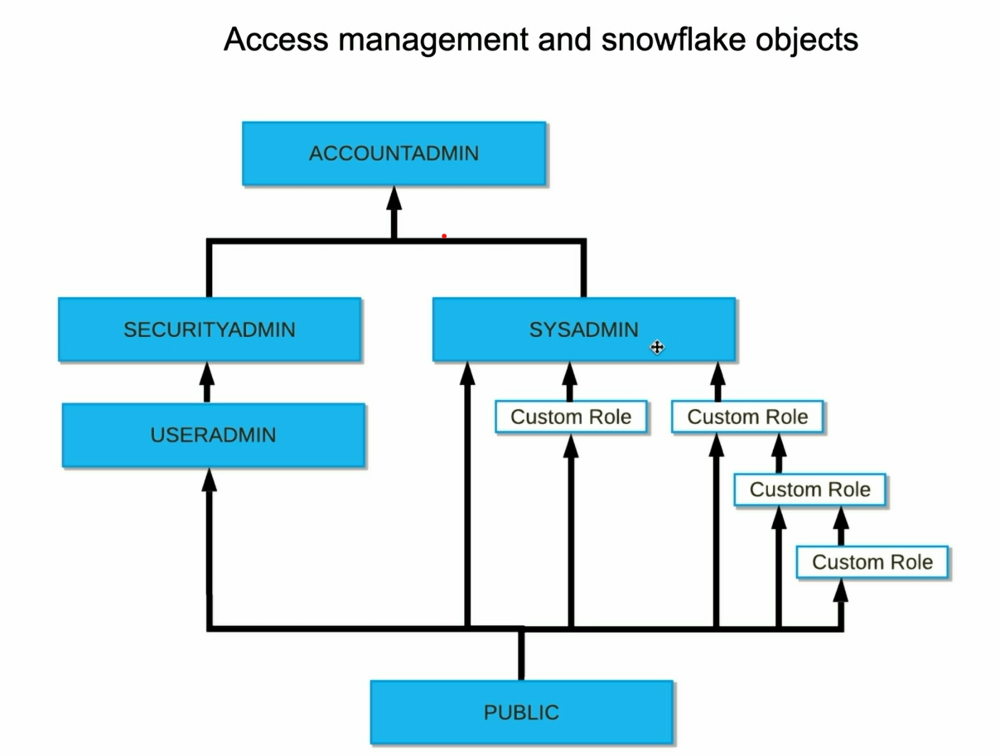 Access management and snowflake objects
ACCOUNTADMIN
SECURITYADMIN
SYSADMIN
Custom Role
Custom Role
USERADMIN
Custom Role
Custom Role
PUBLIC